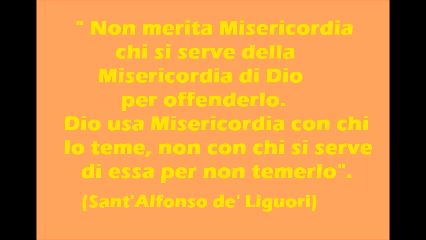 " Non merita Misericordia
chi si serve della
Misericordia di Dio
per offenderlo.
Dio usa Misericordia con chi
lo teme, non con chi si serve
di essa per non temerlo".
(Sant'Alfonso de' Liguori)